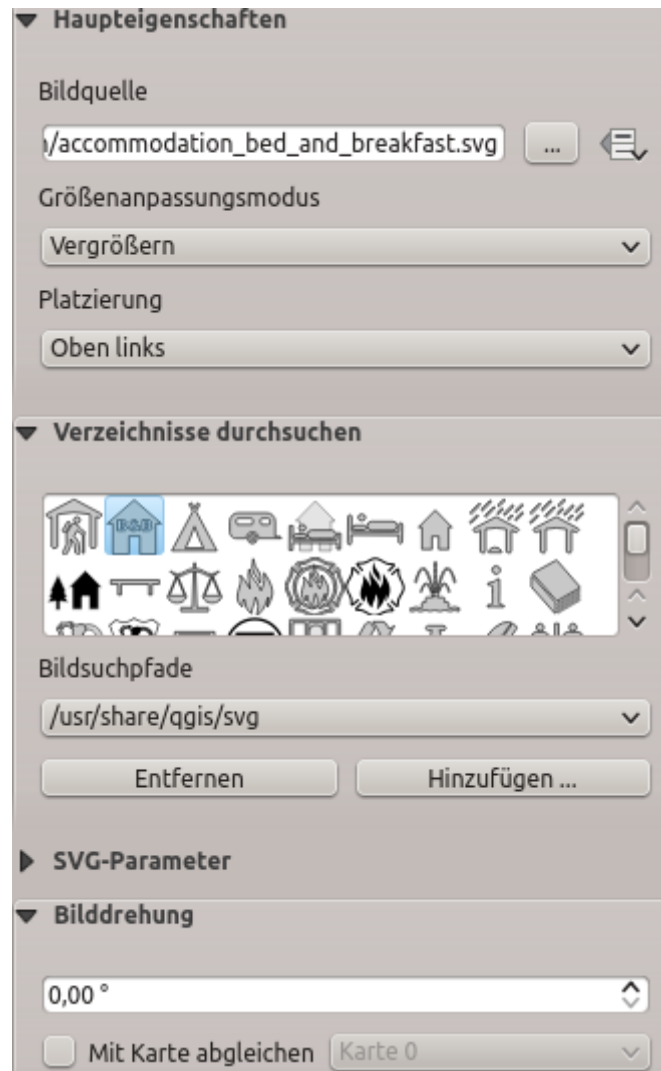 Haupteigenschaften
Bildquelle
/accommodation_bed_and_breakfast.svg ...
Größenanpassungsmodus
Vergrößern
Platzierung
Oben links
Verzeichnisse durchsuchen
B&B
i
Bildsuchpfade
/usr/share/qgis/svg
Entfernen Hinzufügen ...
SVG-Parameter
Bilddrehung
0,00 °
Mit Karte abgleichen Karte 0